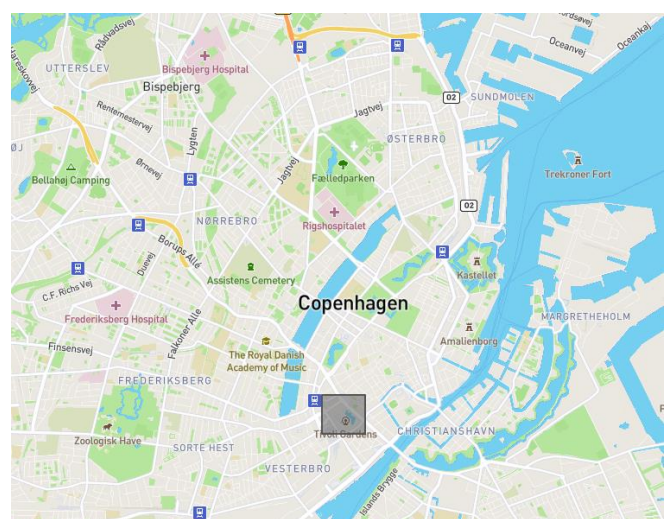 Oceanvej
Oceankaj
Rådvadsvej
Hareskovvej
UTTERSLEV
Bispebjerg Hospital
Bispebjerg
02
SUNDMOLEN
Rentemestervej
Lygten
Jagtvej
ØSTERBRO
Ørnevej
Jagtvej
Trekroner Fort
Bellahøj Camping
Fælledparken
NØRREBRO
Rigshospitalet
02
Borups Allé
Duevej
Kastellet
Assistens Cemetery
C.F. Richs Vej
Copenhagen
Frederiksberg Hospital
Falkoner Alle
MARGRETHEHOLM
Amalienborg
Finsensvej
The Royal Danish
Academy of Music
FREDERIKSBERG
CHRISTIANSHAVN
Tivoli Gardens
Zoologisk Have
SORTE HEST
VESTERBRO
Islands Brygge